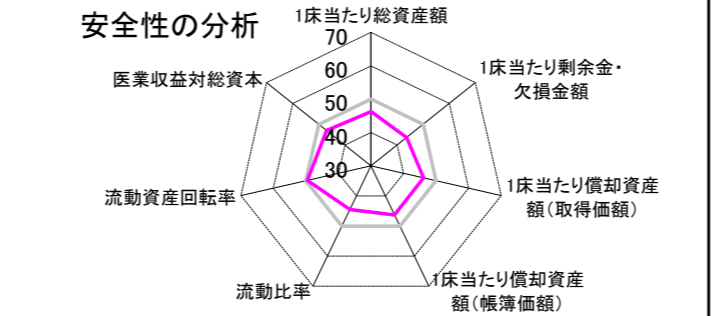 安全性の分析
1床当たり総資産額
70
60
50
40
30
1床当たり剰余金・
欠損金額
1床当たり償却資産
額(取得価額)
1床当たり償却資産
額(帳簿価額)
流動比率
流動資産回転率
医業収益対総資本